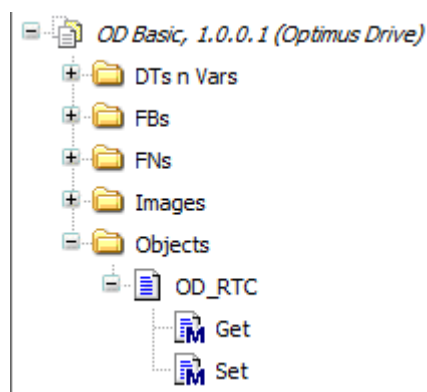 OD Basic, 1.0.0.1 (Optimus Drive)
DTs n Vars
FBs
FNs
Images
Objects
OD_RTC
Get
Set